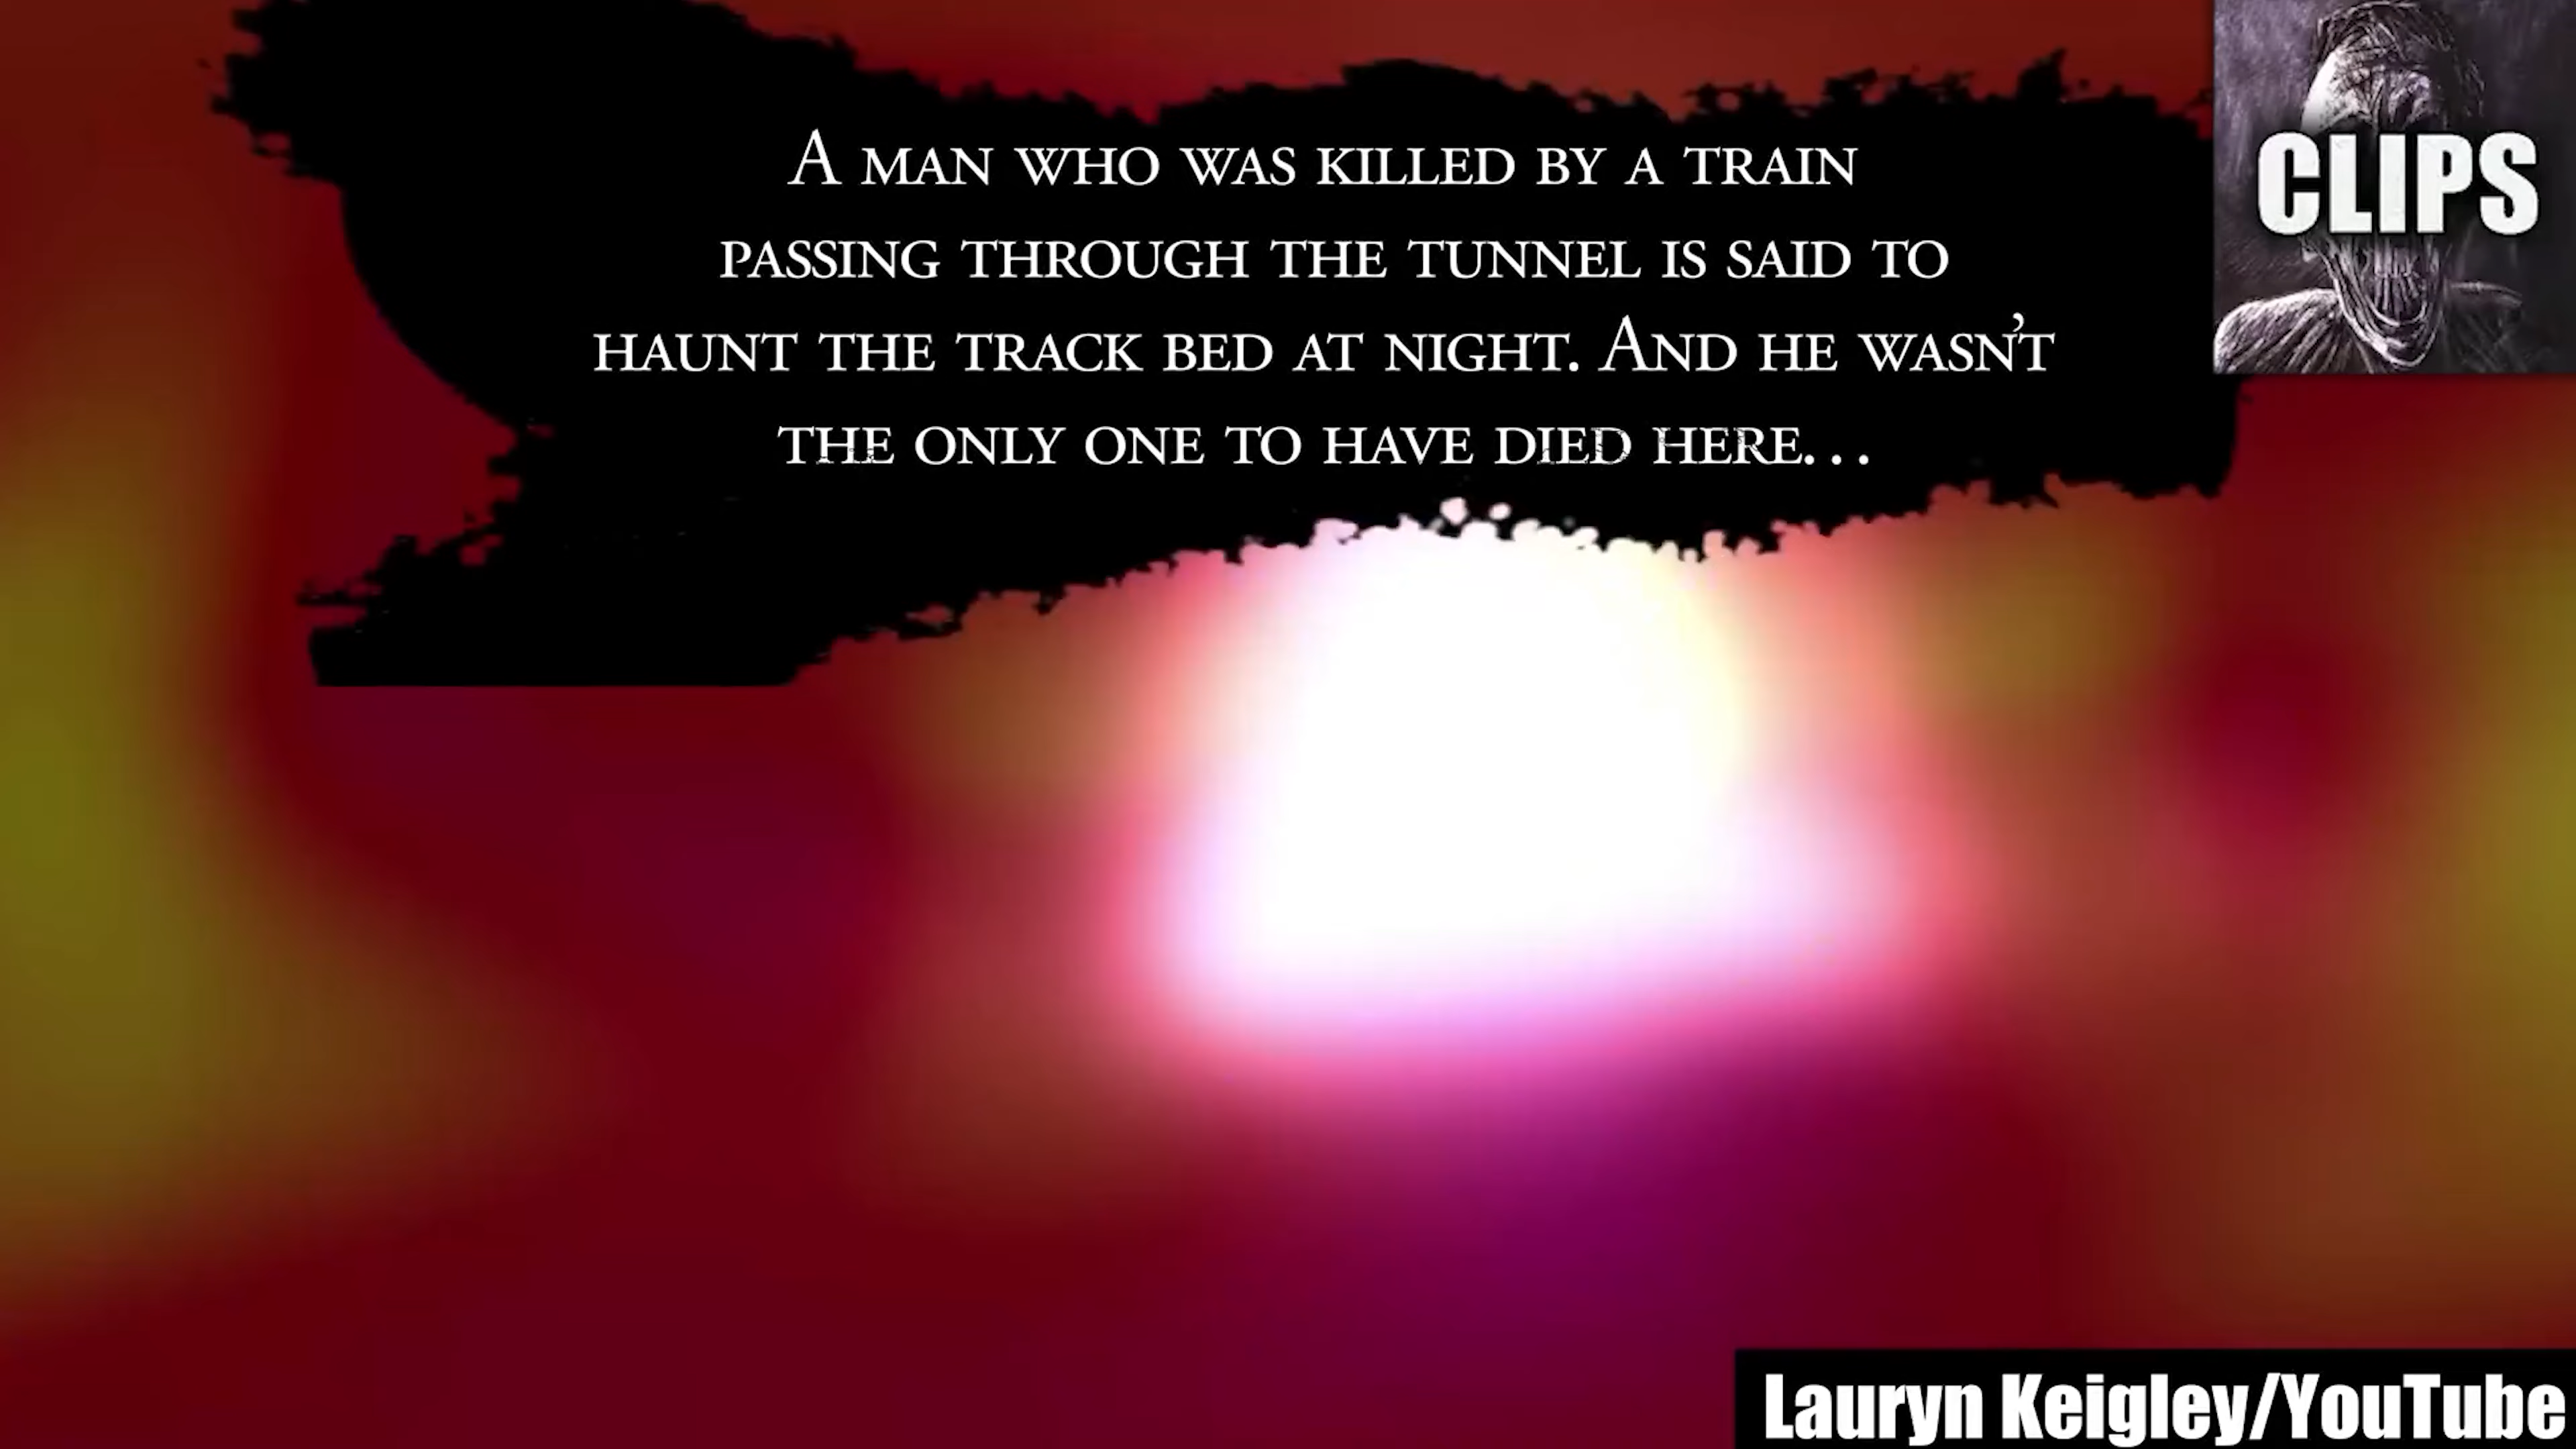 A MAN WHO WAS KILLED BY A TRAIN
PASSING THROUGH THE TUNNEL IS SAID TO
HAUNT THE TRACK BED AT NIGHT. AND HE WASN'T
THE ONLY ONE TO HAVE DIED HERE...
CLIPS
Lauryn Keigley/YouTube